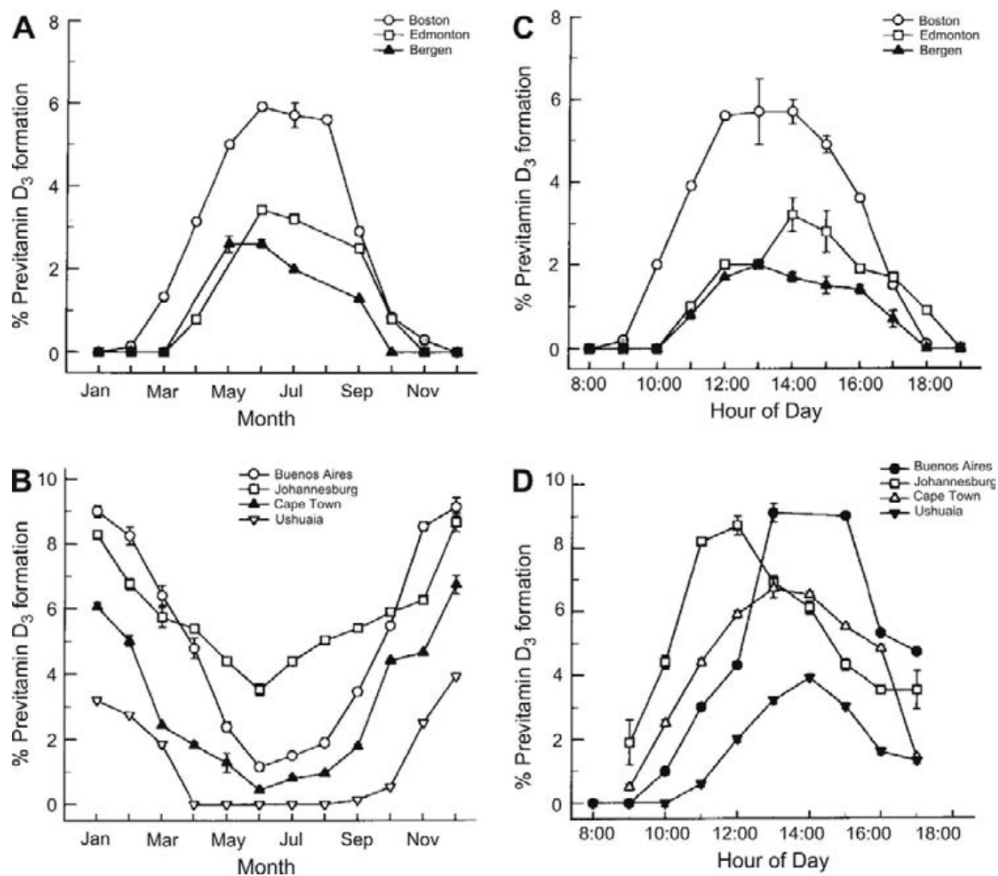 A
Boston
Edmonton
Bergen
% Previtamin D3 formation
8
6
4
2
0
Jan Mar May Jul Sep Nov
Month
C
Boston
Edmonton
Bergen
% Previtamin D3 formation
8
6
4
2
0
8:00 10:00 12:00 14:00 16:00 18:00
Hour of Day
B
Buenos Aires
Johannesburg
Cape Town
Ushuaia
% Previtamin D3 formation
10
8
6
4
2
0
Jan Mar May Jul Sep Nov
Month
D
Buenos Aires
Johannesburg
Cape Town
Ushuaia
% Previtamin D3 formation
10
8
6
4
2
0
8:00 10:00 12:00 14:00 16:00 18:00
Hour of Day